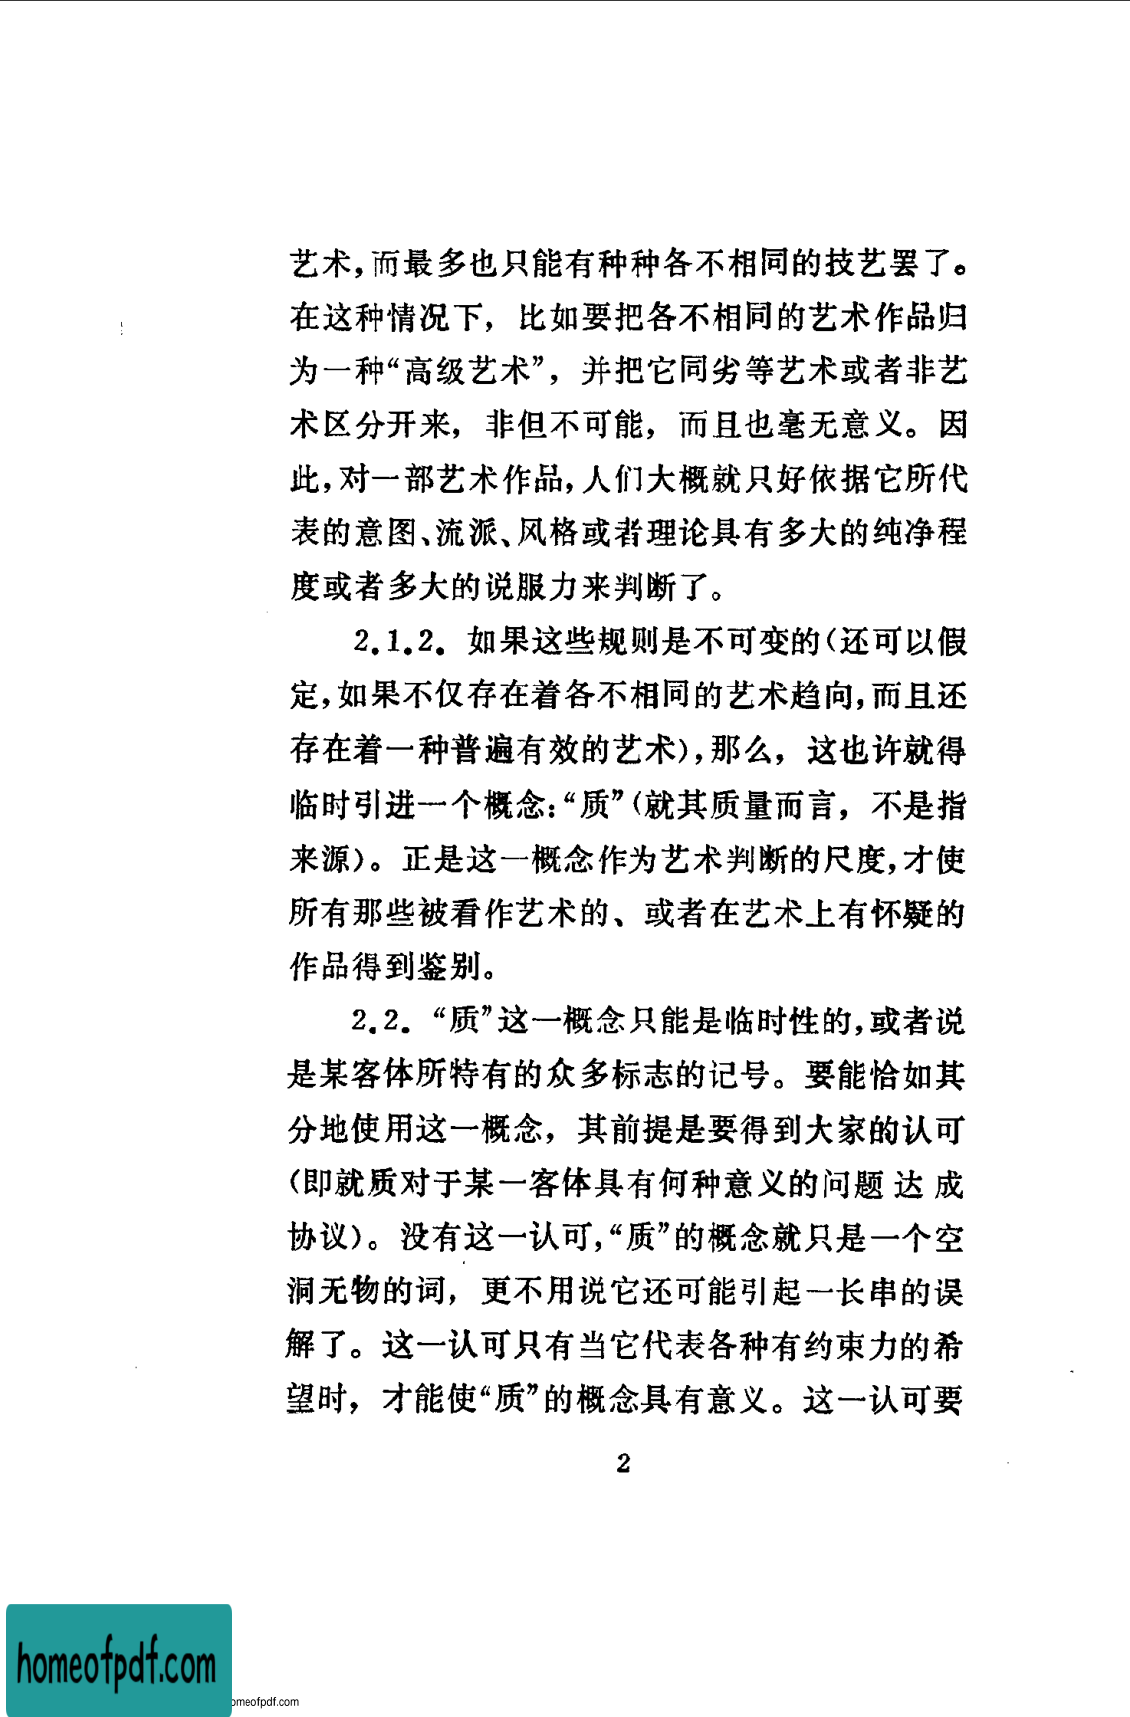 艺术，而最多也只能有种种各不相同的技艺罢了。
在这种情况下，比如要把各不相同的艺术作品归
为一种“高级艺术”，并把它同劣等艺术或者非艺
术区分开来，非但不可能，而且也毫无意义。因
此，对一部艺术作品，人们大概就只好依据它所代
表的意图、流派、风格或者理论具有多大的纯净程
度或者多大的说服力来判断了。
2.1.2. 如果这些规则是不可变的（还可以假
定，如果不仅存在着各不相同的艺术趋向，而且还
存在着一种普遍有效的艺术），那么，这也许就得
临时引进一个概念：“质”（就其质量而言，不是指
来源）。正是这一概念作为艺术判断的尺度，才使
所有那些被看作艺术的、或者在艺术上有怀疑的
作品得到鉴别。
2.2. “质”这一概念只能是临时性的，或者说
是某客体所特有的众多标志的记号。要能恰如其
分地使用这一概念，其前提是要得到大家的认可
（即就质对于某一客体具有何种意义的问题达成
协议）。没有这一认可，“质”的概念就只是一个空
洞无物的词，更不用说它还可能引起一长串的误
解了。这一认可只有当它代表各种有约束力的希
望时，才能使“质”的概念具有意义。这一认可要
2
homeofpdf.com
omeofpdf.com